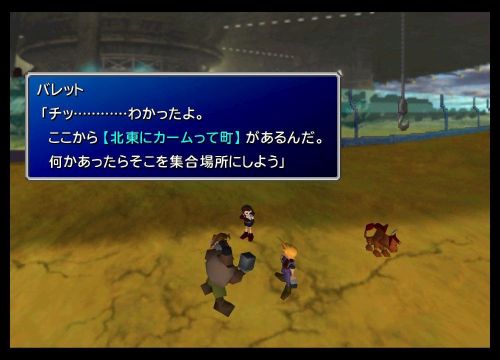 バレット
「チッ…………わかったよ。
ここから【北東にカームって町】があるんだ。
何かあったらそこを集合場所にしよう」